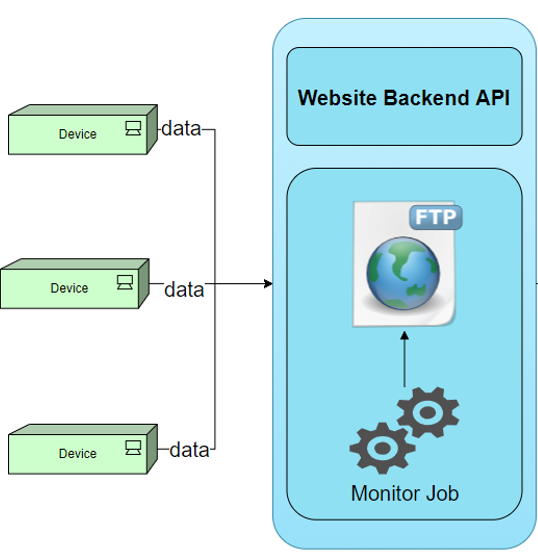 Website Backend API
Device
data
FTP
Device
data
Device
data
Monitor Job